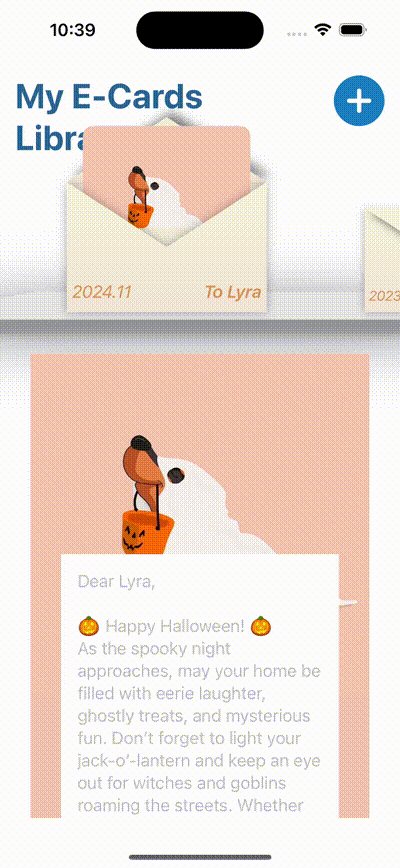 10:39
My E-Cards
Libra
2024.11
To Lyra
2023
Dear Lyra,
🎃 Happy Halloween! 🎃
As the spooky night
approaches, may your home be
filled with eerie laughter,
ghostly treats, and mysterious
fun. Don’t forget to light your
jack-o’-lantern and keep an eye
out for witches and goblins
roaming the streets. Whether